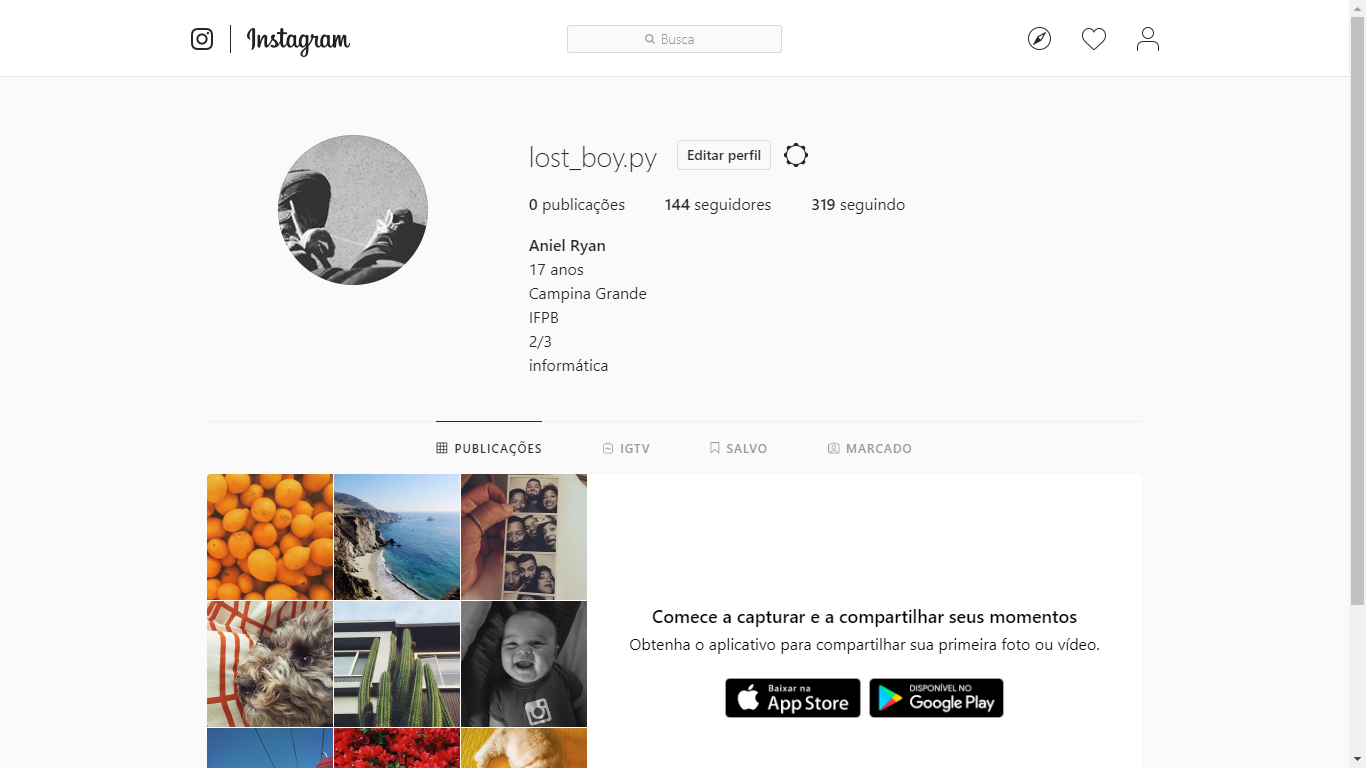 Instagram
Busca
lost_boy.py Editar perfil
0 publicações 144 seguidores 319 seguindo
Aniel Ryan
17 anos
Campina Grande
IFPB
2/3
informática
PUBLICAÇÕES IGTV SALVO MARCADO
Comece a capturar e a compartilhar seus momentos
Obtenha o aplicativo para compartilhar sua primeira foto ou vídeo.
Baixar na App Store
DISPONÍVEL NO Google Play